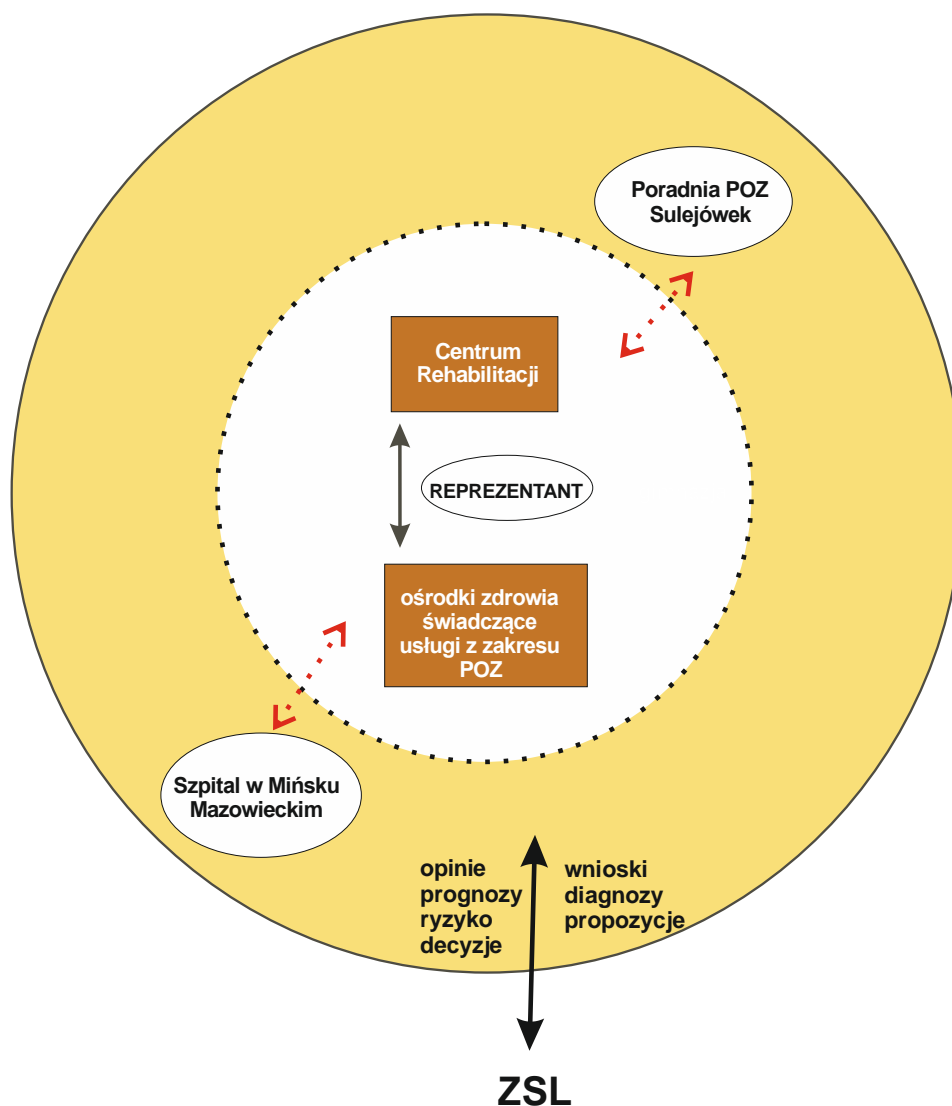 Poradnia POZ
Sulejówek
Centrum
Rehabilitacji
REPREZENTANT
ośrodki zdrowia
świadczące
usługi z zakresu
POZ
Szpital w Mińsku
Mazowieckim
opinie
prognozy
ryzyko
decyzje
wnioski
diagnozy
propozycje
ZSL